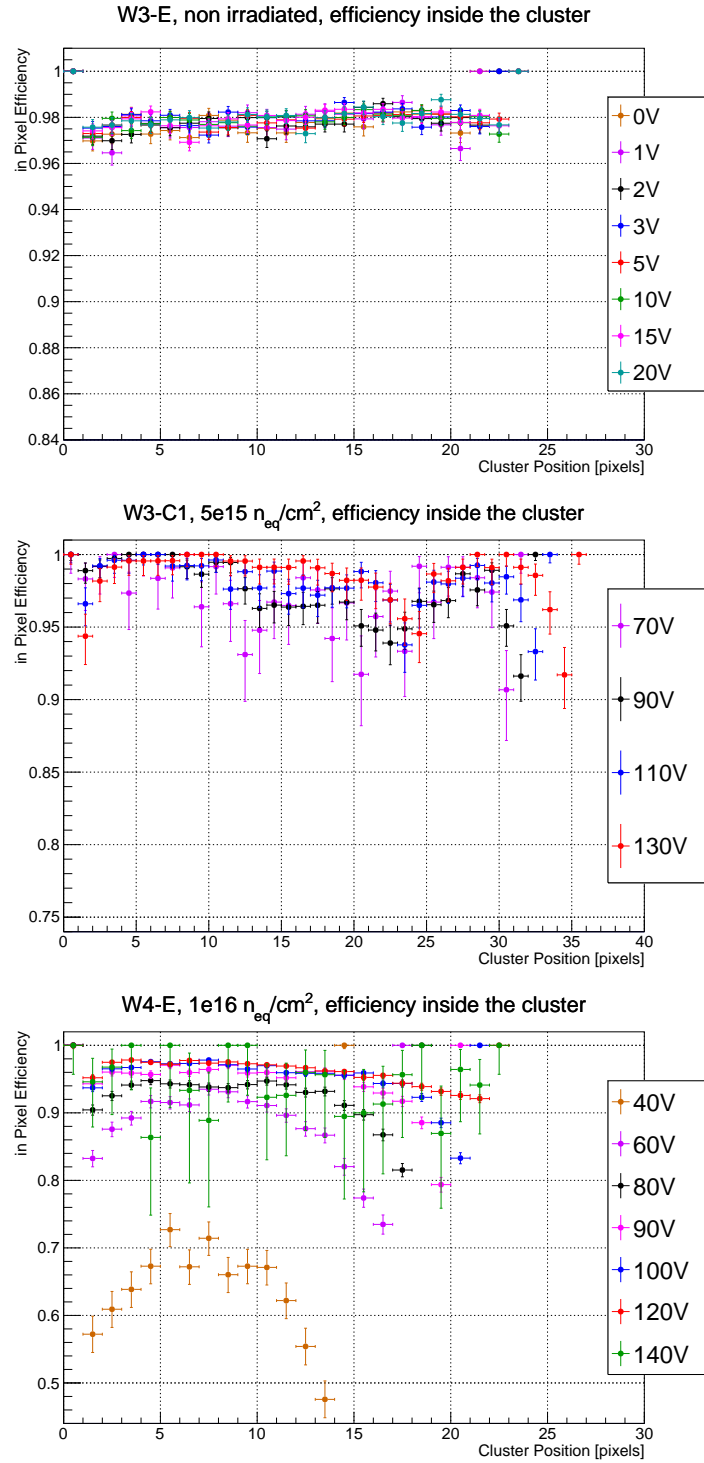 W3-E, non irradiated, efficiency inside the cluster
in Pixel Efficiency
1
0.98
0.96
0.94
0.92
0.9
0.88
0.86
0.84
0 5 10 15 20 25 30
Cluster Position [pixels]
0V
1V
2V
3V
5V
10V
15V
20V
W3-C1, 5e15 n_eq/cm², efficiency inside the cluster
in Pixel Efficiency
1
0.95
0.9
0.85
0.8
0.75
0 5 10 15 20 25 30 35 40
Cluster Position [pixels]
70V
90V
110V
130V
W4-E, 1e16 n_eq/cm², efficiency inside the cluster
in Pixel Efficiency
1
0.9
0.8
0.7
0.6
0.5
0 5 10 15 20 25 30
Cluster Position [pixels]
40V
60V
80V
90V
100V
120V
140V